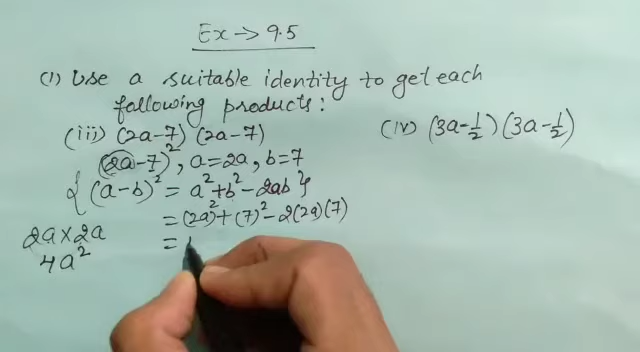 Ex → 9.5
(1) Use a suitable identity to get each
following products:
(iii) (2a-7) (2a-7)
(2a-7)², a=2a, b=7
{(a-b)² = a²+b²-2ab}
= (2a)²+(7)²-2(2a)(7)
=
2a×2a
4a²
(iv) (3a-1/2) (3a-1/2)